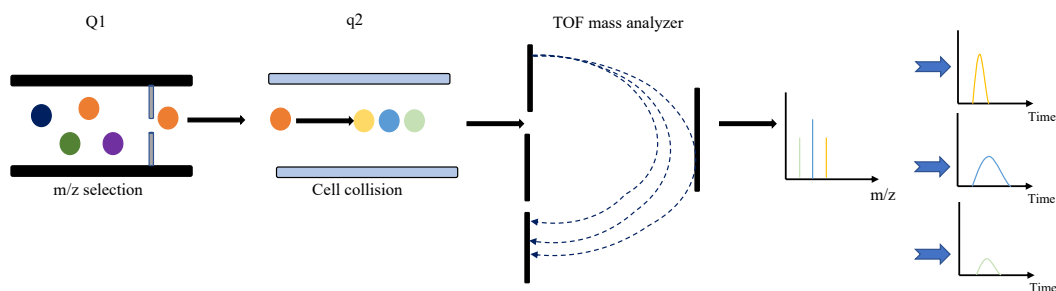 Q1
q2
TOF mass analyzer
m/z selection
Cell collision
m/z
Time
Time
Time